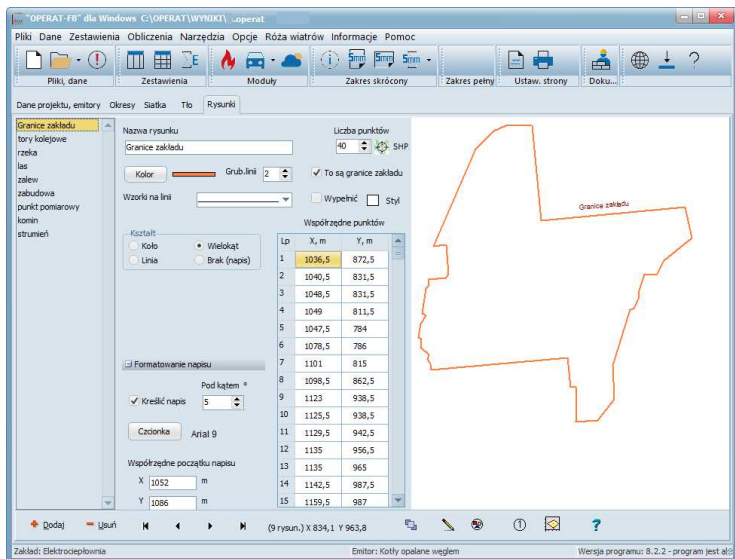 "OPERAT-FB" dla Windows C:\OPERAT\WYNIKI\ .operat
Pliki Dane Zestawienia Obliczenia Narzędzia Opcje Róża wiatrów Informacje Pomoc
Pliki, dane Zestawienia Moduły Zakres skrócony Zakres pełny Ustaw. strony Doku...
Dane projektu, emitory Okresy Siatka Tło Rysunki
Granice zakładu
tory kolejowe
rzeka
las
zalew
zabudowa
punkt pomiarowy
komin
strumień
Nazwa rysunku
Granice zakładu
Liczba punktów
40 SHP
Kolor Grub.linii 2
To są granice zakładu
Wzorki na linii
Wypełnić Styl
Kształt
Koło Wielokąt
Linia Brak (napis)
Współrzędne punktów
Lp X, m Y, m
1 1036,5 872,5
2 1040,5 831,5
3 1048,5 831,5
4 1049 811,5
5 1047,5 784
6 1078,5 786
7 1101 815
8 1098,5 862,5
9 1123 938,5
10 1125,5 938,5
11 1129,5 942,5
12 1135 956,5
13 1135 965
14 1142,5 987,5
15 1159,5 987
Formatowanie napisu
Pod kątem °
Kreślić napis 5
Czcionka Arial 9
Współrzędne początku napisu
X 1052 m
Y 1086 m
Granice zakładu
Dodaj Usuń (9 rysun.) X 834,1 Y 963,8
Zakład: Elektrociepłownia Emitor: Kotły opalane węglem Wersja programu: 8.2.2 - program jest